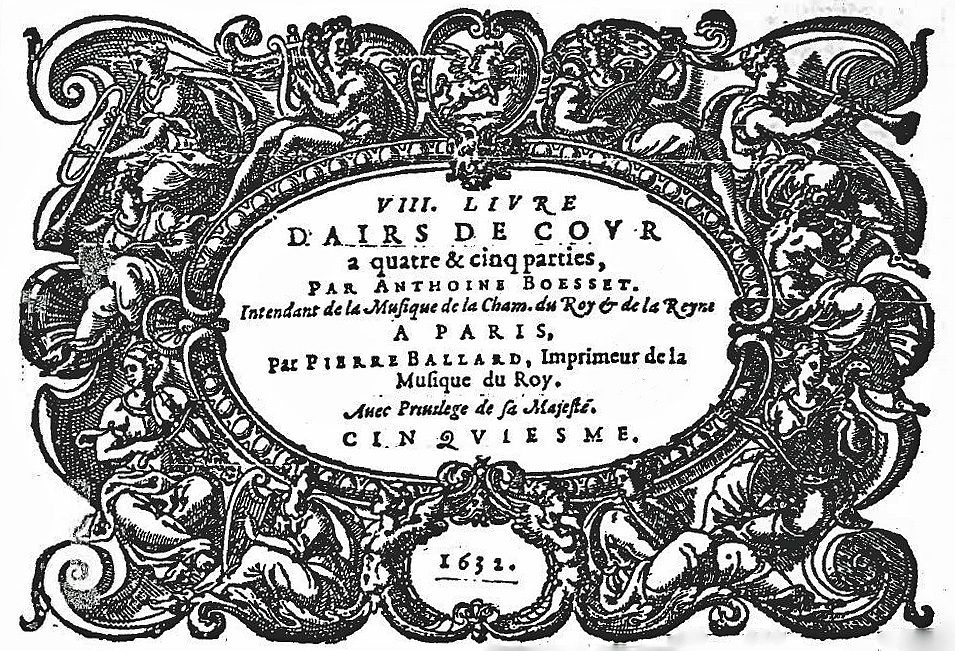 VIII. LIVRE
D'AIRS DE COVR
a quatre & cinq parties,
PAR ANTHOINE BOESSET.
Intendant de la Musique de la Cham. du Roy & de la Reyne
A PARIS,
Par PIERRE BALLARD, Imprimeur de la
Musique du Roy.
Auec Priuilege de sa Majesté.
CINQVIESME.
1632.